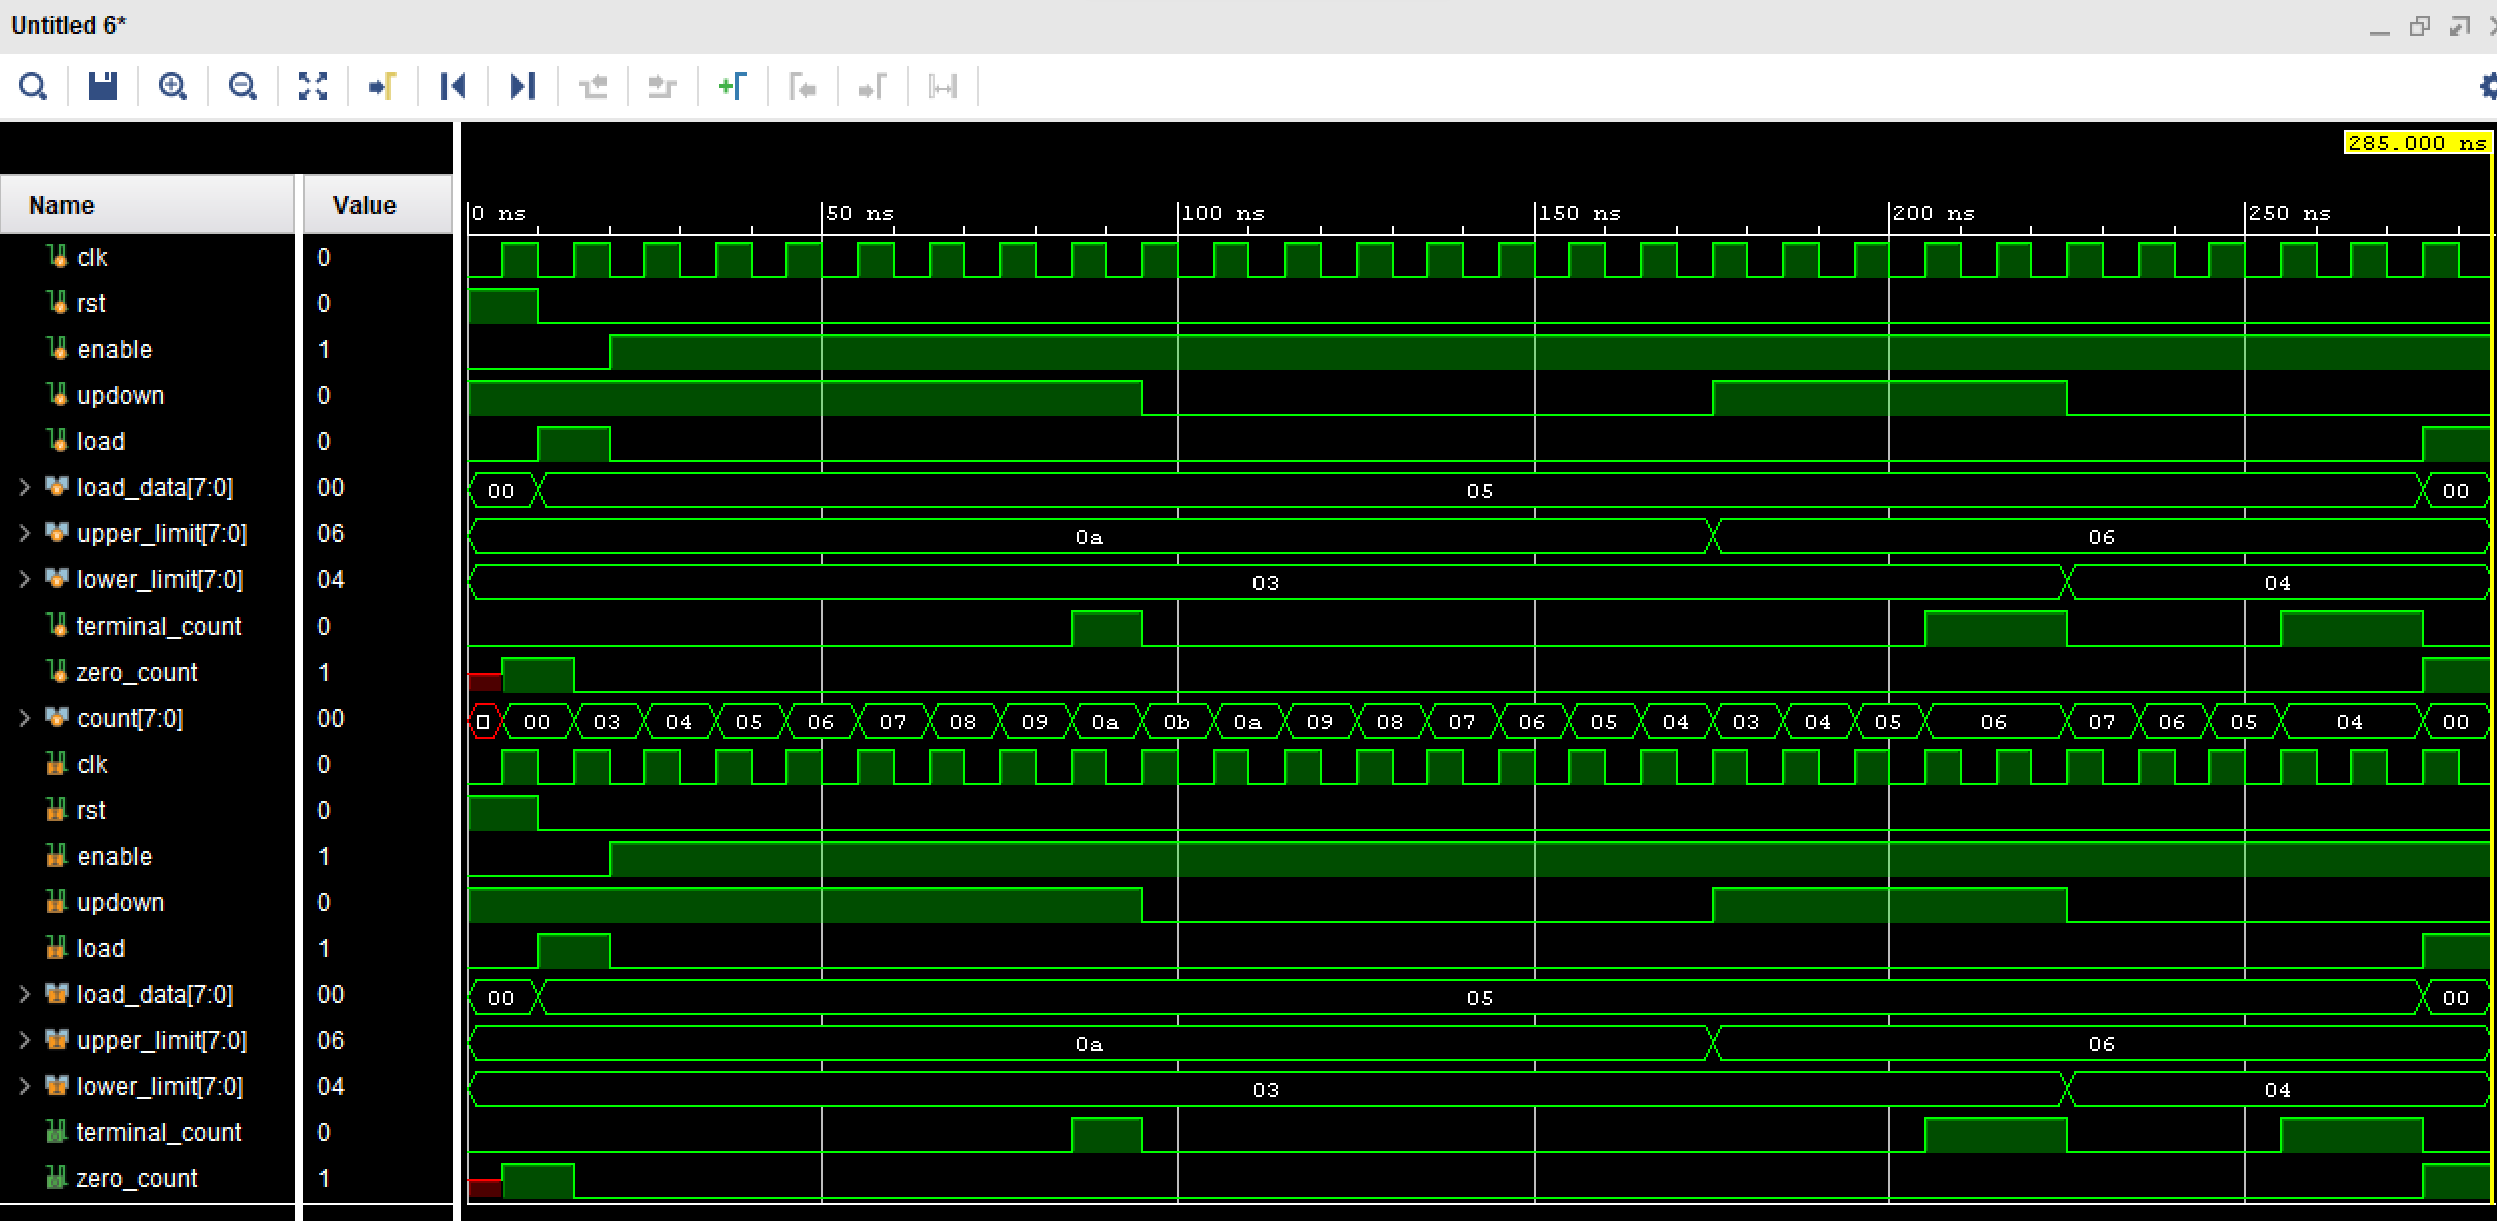 Untitled 6*
285.000 ns
Name Value
0 ns 50 ns 100 ns 150 ns 200 ns 250 ns
clk 0
rst 0
enable 1
updown 0
load 0
load_data[7:0] 00 00 05 00
upper_limit[7:0] 06 0a 06
lower_limit[7:0] 04 03 04
terminal_count 0
zero_count 1
count[7:0] 00 00 03 04 05 06 07 08 09 0a 0b 0a 09 08 07 06 05 04 03 04 05 06 07 06 05 04 00
clk 0
rst 0
enable 1
updown 0
load 1
load_data[7:0] 00 00 05 00
upper_limit[7:0] 06 0a 06
lower_limit[7:0] 04 03 04
terminal_count 0
zero_count 1